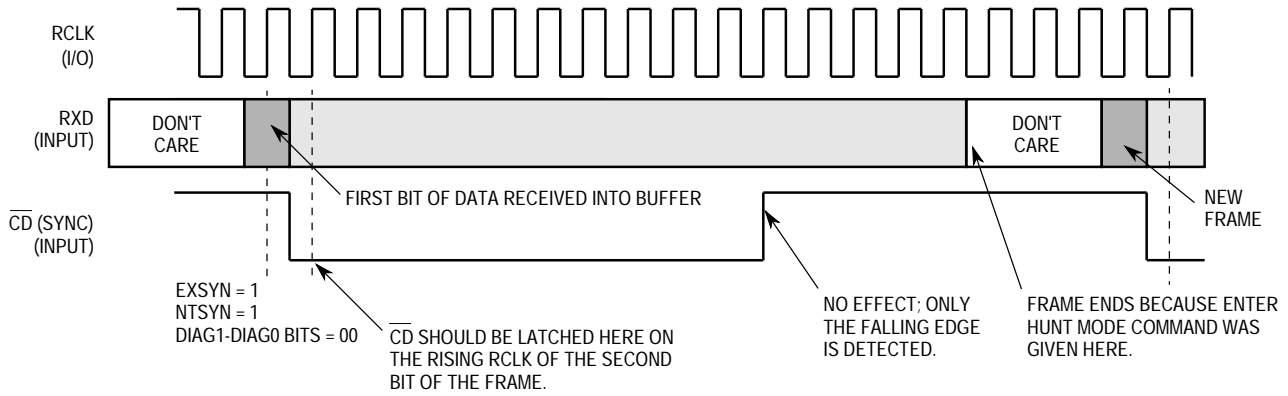 RCLK
(I/O)
RXD
(INPUT)
DON'T
CARE
DON'T
CARE
FIRST BIT OF DATA RECEIVED INTO BUFFER
NEW
FRAME
CD (SYNC)
(INPUT)
EXSYN = 1
NTSYN = 1
DIAG1-DIAG0 BITS = 00
CD SHOULD BE LATCHED HERE ON
THE RISING RCLK OF THE SECOND
BIT OF THE FRAME.
NO EFFECT; ONLY
THE FALLING EDGE
IS DETECTED.
FRAME ENDS BECAUSE ENTER
HUNT MODE COMMAND WAS
GIVEN HERE.